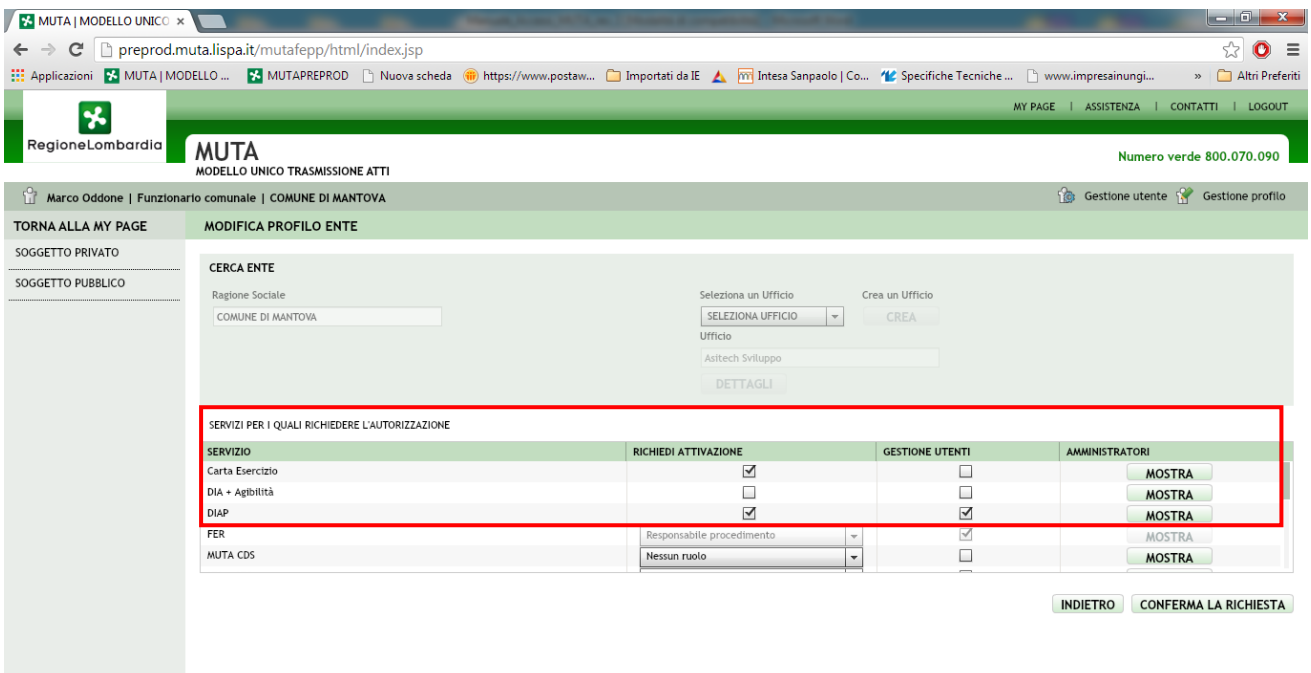 MUTA | MODELLO UNICO
preprod.muta.lispa.it/mutafepp/html/index.jsp
Applicazioni MUTA | MODELLO ... MUTAPREPROD Nuova scheda https://www.postaw... Importati da IE Intesa Sanpaolo | Co... Specifiche Tecniche ... www.impresainungi... » Altri Preferiti
MY PAGE | ASSISTENZA | CONTATTI | LOGOUT
RegioneLombardia
MUTA
MODELLO UNICO TRASMISSIONE ATTI
Numero verde 800.070.090
Marco Oddone | Funzionario comunale | COMUNE DI MANTOVA
Gestione utente Gestione profilo
TORNA ALLA MY PAGE
MODIFICA PROFILO ENTE
SOGGETTO PRIVATO
SOGGETTO PUBBLICO
CERCA ENTE
Ragione Sociale Seleziona un Ufficio Crea un Ufficio
COMUNE DI MANTOVA SELEZIONA UFFICIO CREA
Ufficio
Asitech Sviluppo
DETTAGLI
SERVIZI PER I QUALI RICHIEDERE L'AUTORIZZAZIONE
SERVIZIO RICHIEDI ATTIVAZIONE GESTIONE UTENTI AMMINISTRATORI
Carta Esercizio MOSTRA
DIA + Agibilità MOSTRA
DIAP MOSTRA
FER Responsabile procedimento MOSTRA
MUTA CDS Nessun ruolo MOSTRA
INDIETRO CONFERMA LA RICHIESTA